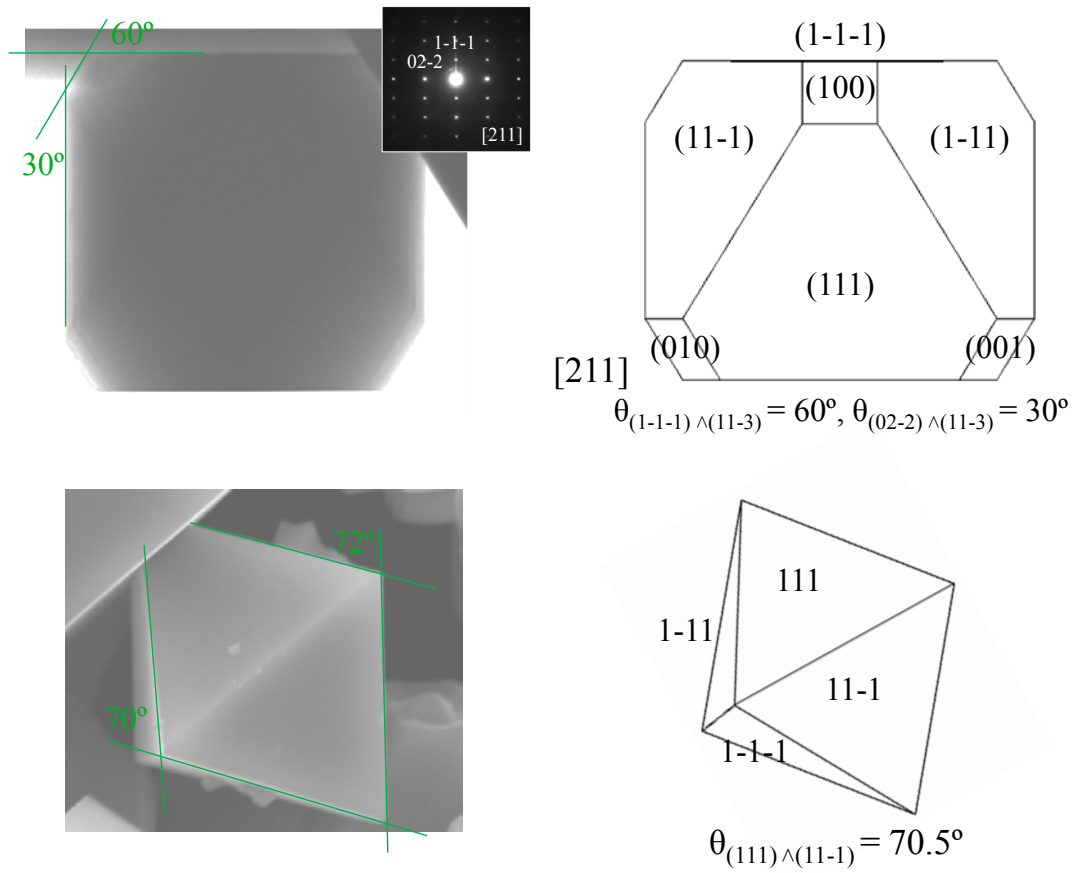 60º
1-1-1
02-2
[211]
30º
(1-1-1)
(100)
(11-1)
(1-11)
(111)
(010)
(001)
[211]
θ(1-1-1)^(11-3) = 60º, θ(02-2)^(11-3) = 30º
72º
70º
111
1-11
11-1
1-1-1
θ(111)^(11-1) = 70.5º